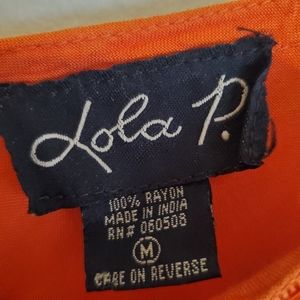 Lola P.
100% RAYON
MADE IN INDIA
RN# 060508
M
CARE ON REVERSE